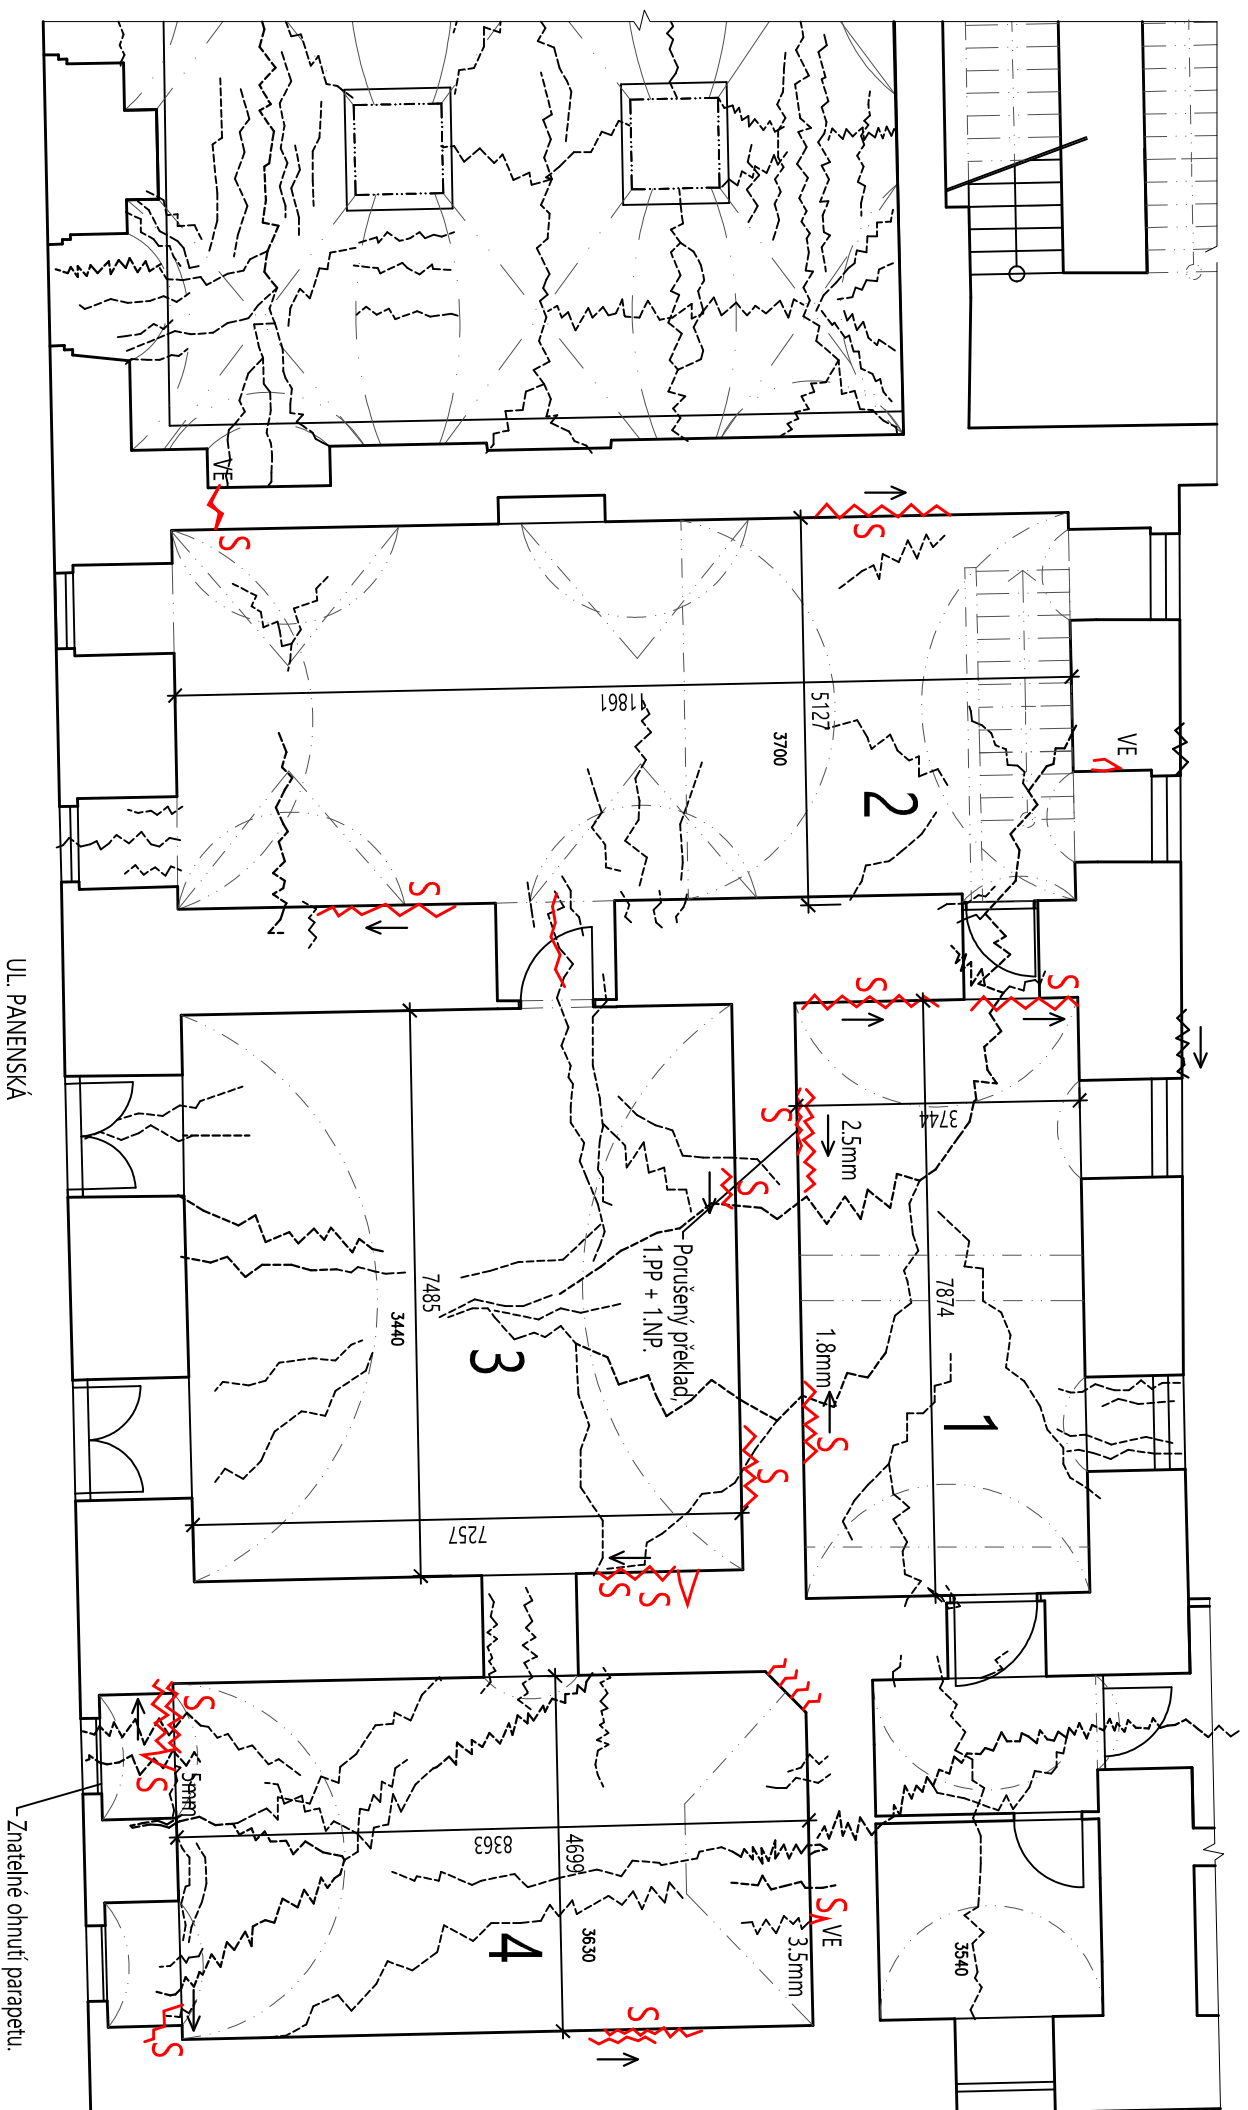 VE
S
S
11861
5127
3700
2
VE
S
S
S
3744
2.5mm
S
S
Porušený překlad,
1.PP + 1.NP.
7874
1.8mm
1
S
S
7485
3440
3
7257
S
S
S
S
5mm
8363
4699
3630
4
S
VE
3.5mm
3540
S
S
UL. PANENSKÁ
Znatelné ohnutí parapetu.